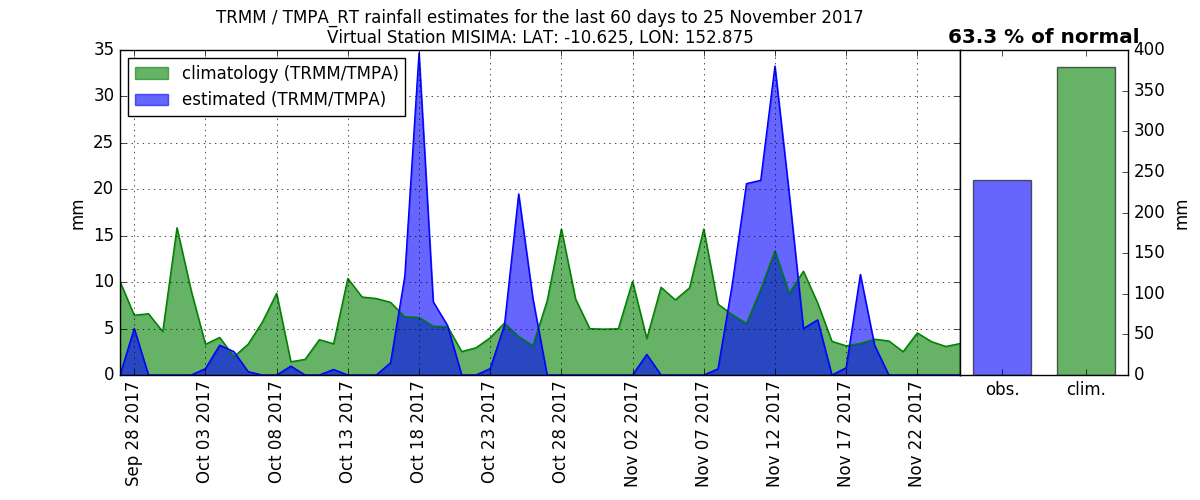 TRMM / TMPA_RT rainfall estimates for the last 60 days to 25 November 2017
Virtual Station MISIMA: LAT: -10.625, LON: 152.875
63.3 % of normal
climatology (TRMM/TMPA)
estimated (TRMM/TMPA)
35
30
25
20
15
10
5
0
mm
Sep 28 2017
Oct 03 2017
Oct 08 2017
Oct 13 2017
Oct 18 2017
Oct 23 2017
Oct 28 2017
Nov 02 2017
Nov 07 2017
Nov 12 2017
Nov 17 2017
Nov 22 2017
obs.
clim.
400
350
300
250
200
150
100
50
0
mm